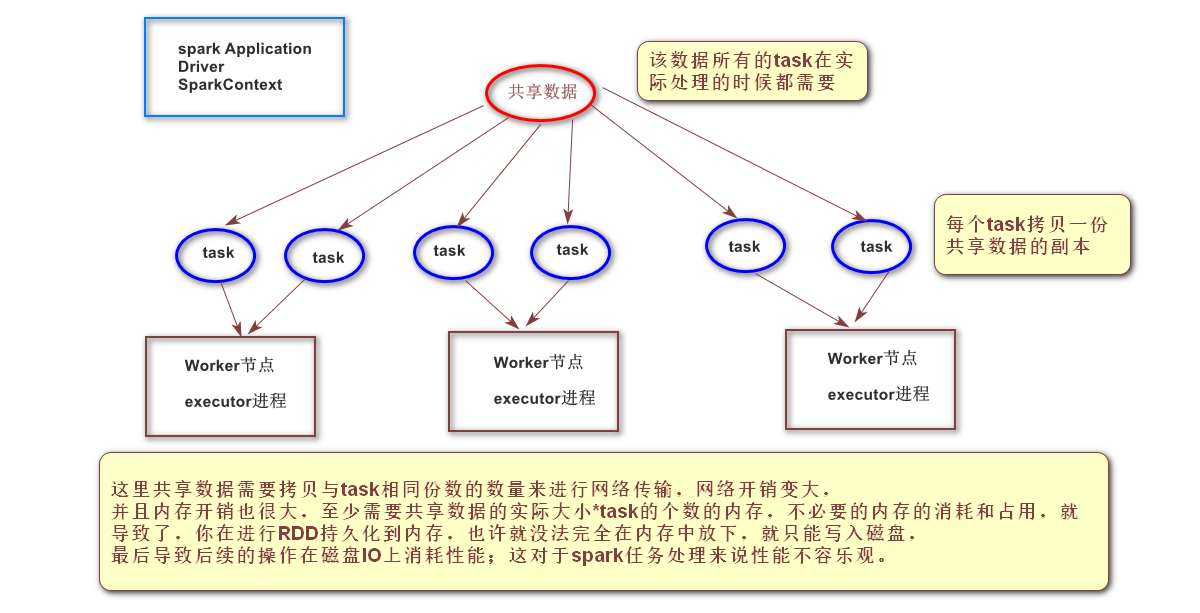 spark Application
Driver
SparkContext
该数据所有的task在实
际处理的时候都需要
共享数据
每个task拷贝一份
共享数据的副本
task
task
task
task
task
task
Worker节点
executor进程
Worker节点
executor进程
Worker节点
executor进程
这里共享数据需要拷贝与task相同份数的数量来进行网络传输，网络开销变大，
并且内存开销也很大，至少需要共享数据的实际大小*task的个数的内存，不必要的内存的消耗和占用，就
导致了，你在进行RDD持久化到内存，也许就没法完全在内存中放下，就只能写入磁盘，
最后导致后续的操作在磁盘IO上消耗性能；这对于spark任务处理来说性能不容乐观。